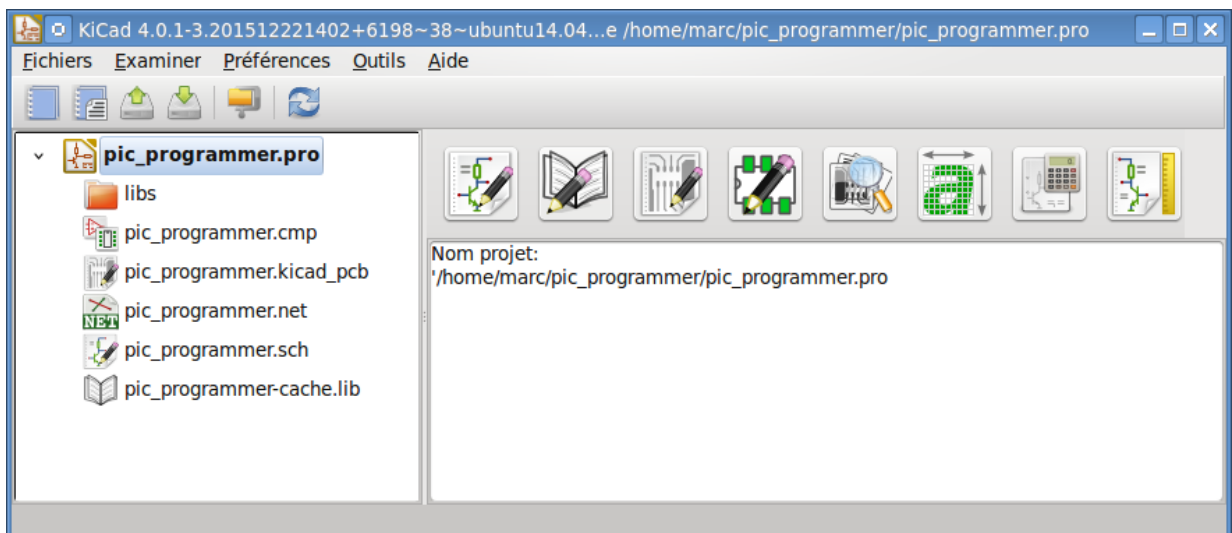 KiCad 4.0.1-3.201512221402+6198~38~ubuntu14.04...e /home/marc/pic_programmer/pic_programmer.pro
Fichiers Examiner Préférences Outils Aide
pic_programmer.pro
libs
pic_programmer.cmp
pic_programmer.kicad_pcb
NET pic_programmer.net
pic_programmer.sch
pic_programmer-cache.lib
a
Nom projet:
'/home/marc/pic_programmer/pic_programmer.pro